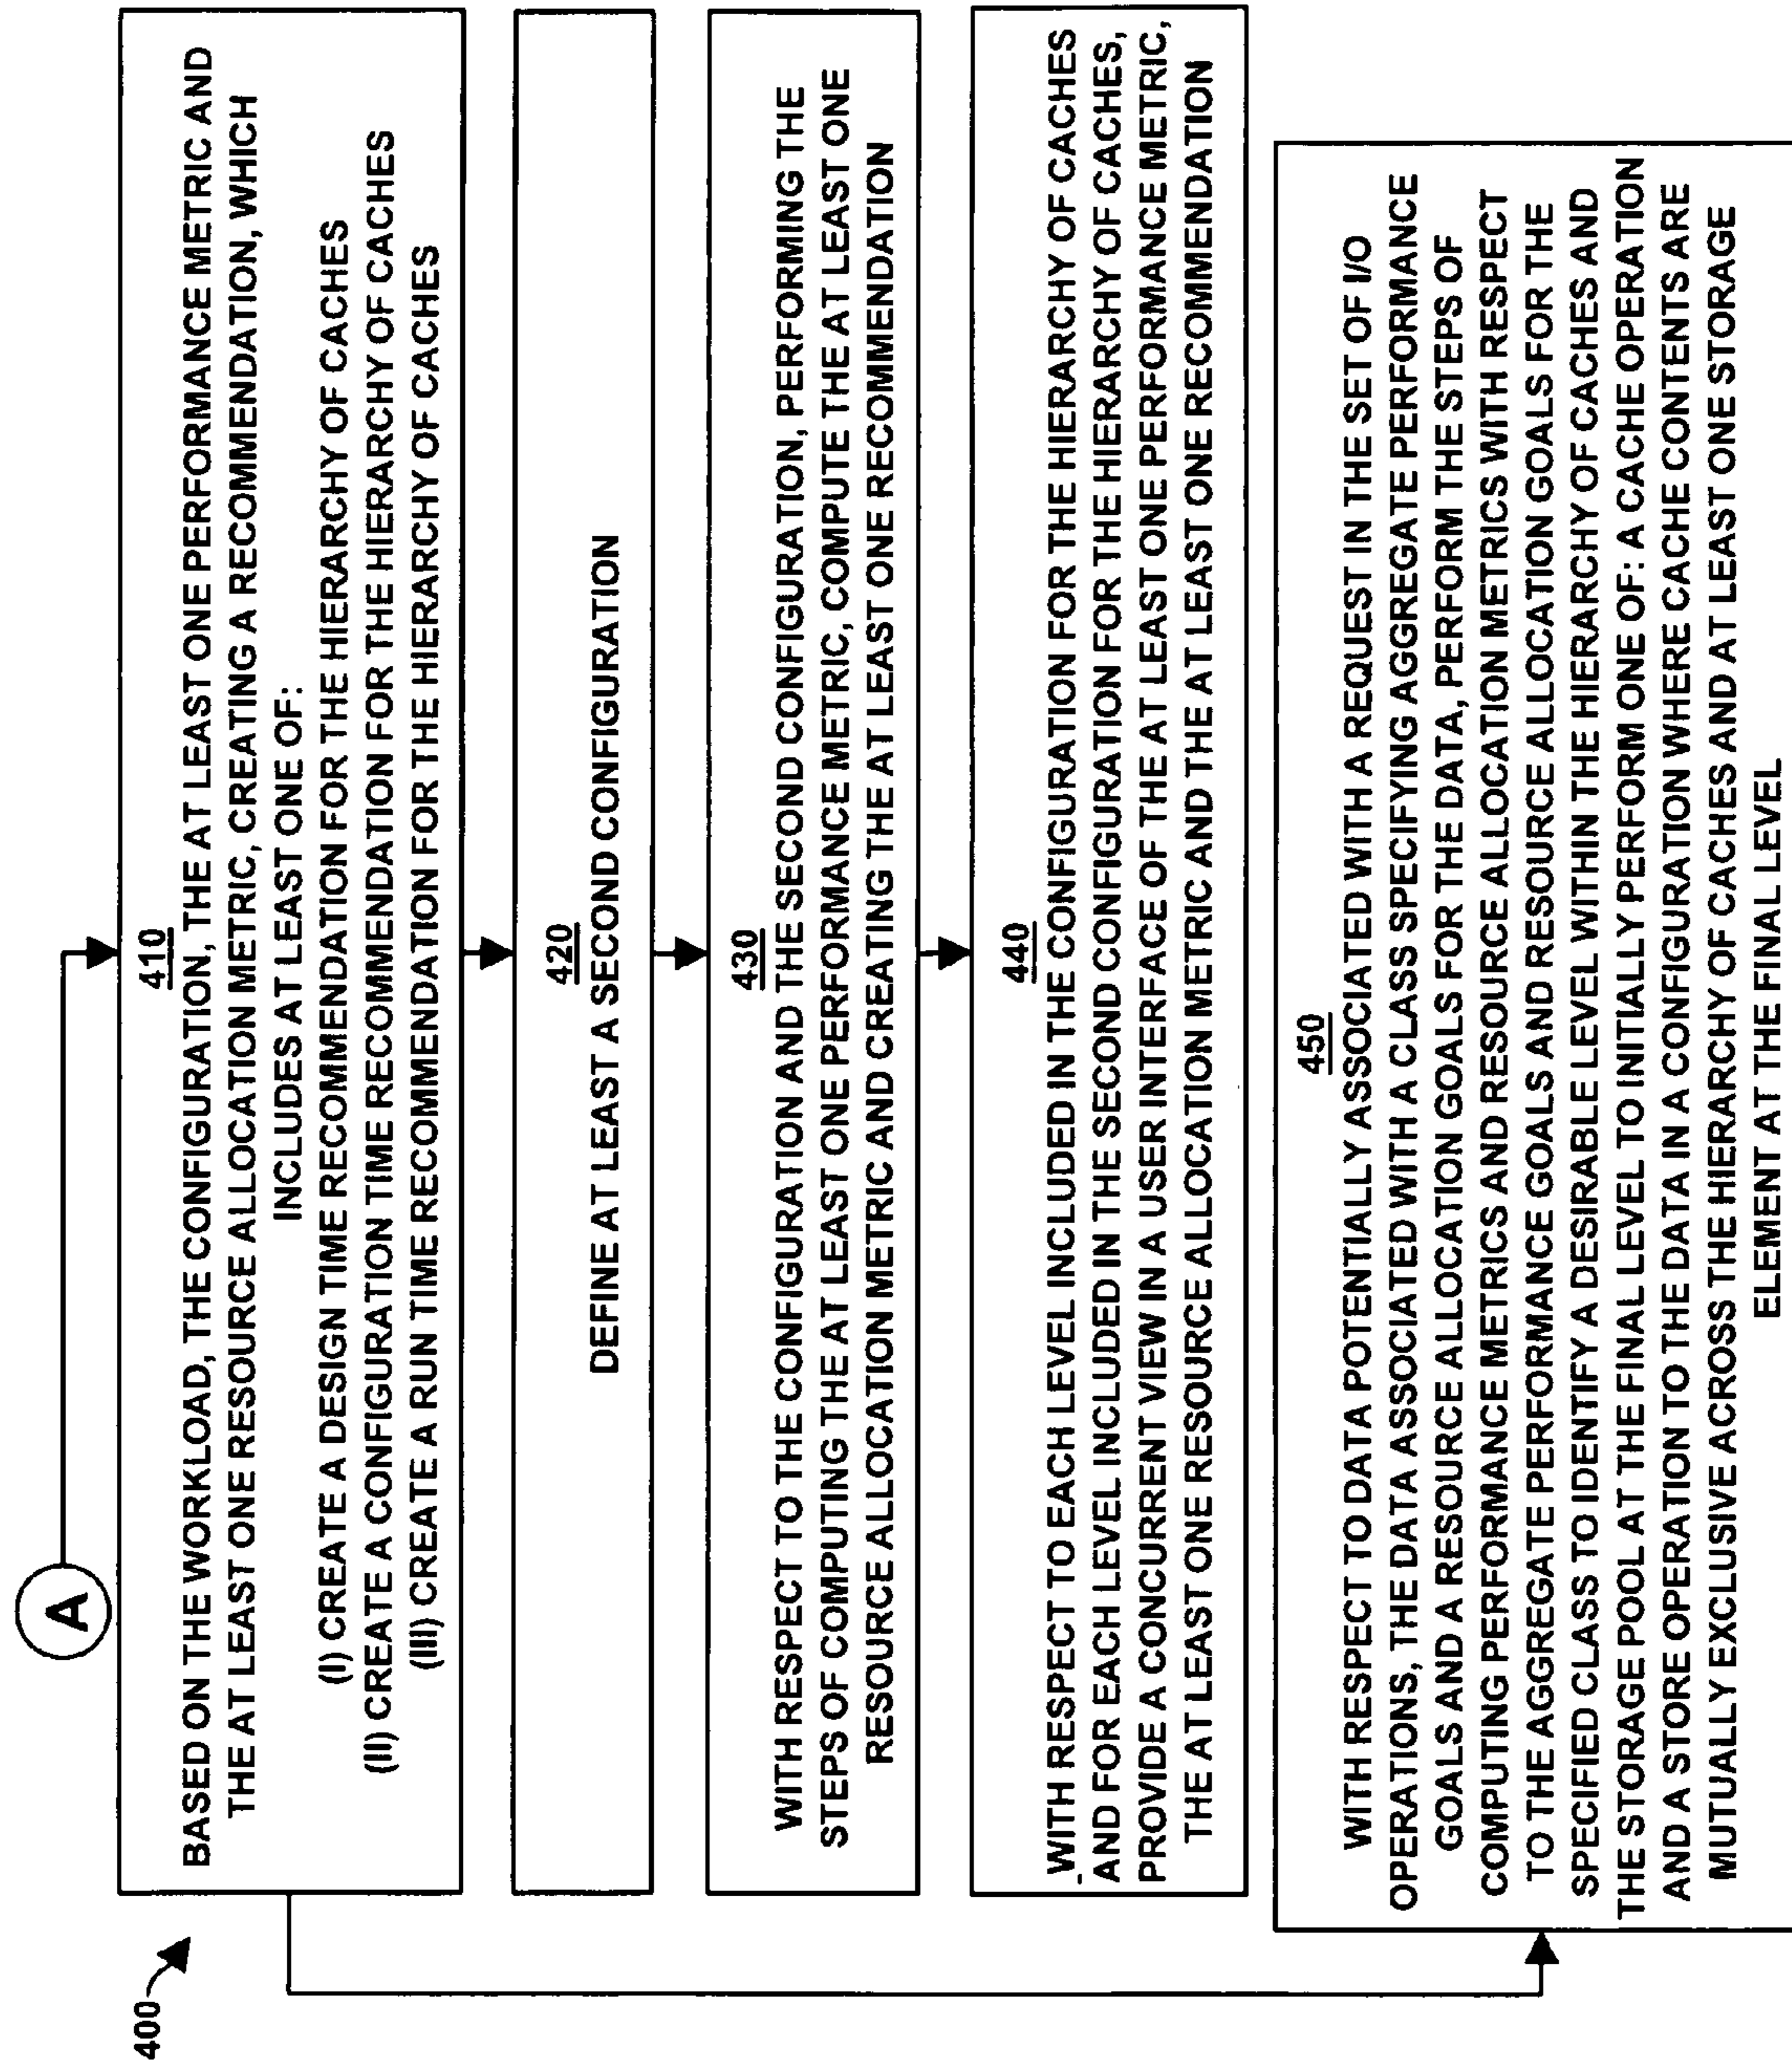 400
A
410
BASED ON THE WORKLOAD, THE CONFIGURATION, THE AT LEAST ONE PERFORMANCE METRIC AND
THE AT LEAST ONE RESOURCE ALLOCATION METRIC, CREATING A RECOMMENDATION, WHICH
INCLUDES AT LEAST ONE OF:
(I) CREATE A DESIGN TIME RECOMMENDATION FOR THE HIERARCHY OF CACHES
(II) CREATE A CONFIGURATION TIME RECOMMENDATION FOR THE HIERARCHY OF CACHES
(III) CREATE A RUN TIME RECOMMENDATION FOR THE HIERARCHY OF CACHES
420
DEFINE AT LEAST A SECOND CONFIGURATION
430
WITH RESPECT TO THE CONFIGURATION AND THE SECOND CONFIGURATION, PERFORMING THE
STEPS OF COMPUTING THE AT LEAST ONE PERFORMANCE METRIC, COMPUTE THE AT LEAST ONE
RESOURCE ALLOCATION METRIC AND CREATING THE AT LEAST ONE RECOMMENDATION
440
WITH RESPECT TO EACH LEVEL INCLUDED IN THE CONFIGURATION FOR THE HIERARCHY OF CACHES
AND FOR EACH LEVEL INCLUDED IN THE SECOND CONFIGURATION FOR THE HIERARCHY OF CACHES,
PROVIDE A CONCURRENT VIEW IN A USER INTERFACE OF THE AT LEAST ONE PERFORMANCE METRIC,
THE AT LEAST ONE RESOURCE ALLOCATION METRIC AND THE AT LEAST ONE RECOMMENDATION
450
WITH RESPECT TO DATA POTENTIALLY ASSOCIATED WITH A REQUEST IN THE SET OF I/O
OPERATIONS, THE DATA ASSOCIATED WITH A CLASS SPECIFYING AGGREGATE PERFORMANCE
GOALS AND A RESOURCE ALLOCATION GOALS FOR THE DATA, PERFORM THE STEPS OF
COMPUTING PERFORMANCE METRICS AND RESOURCE ALLOCATION METRICS WITH RESPECT
TO THE AGGREGATE PERFORMANCE GOALS AND RESOURCE ALLOCATION GOALS FOR THE
SPECIFIED CLASS TO IDENTIFY A DESIRABLE LEVEL WITHIN THE HIERARCHY OF CACHES AND
THE STORAGE POOL AT THE FINAL LEVEL TO INITIALLY PERFORM ONE OF: A CACHE OPERATION
AND A STORE OPERATION TO THE DATA IN A CONFIGURATION WHERE CACHE CONTENTS ARE
MUTUALLY EXCLUSIVE ACROSS THE HIERARCHY OF CACHES AND AT LEAST ONE STORAGE
ELEMENT AT THE FINAL LEVEL